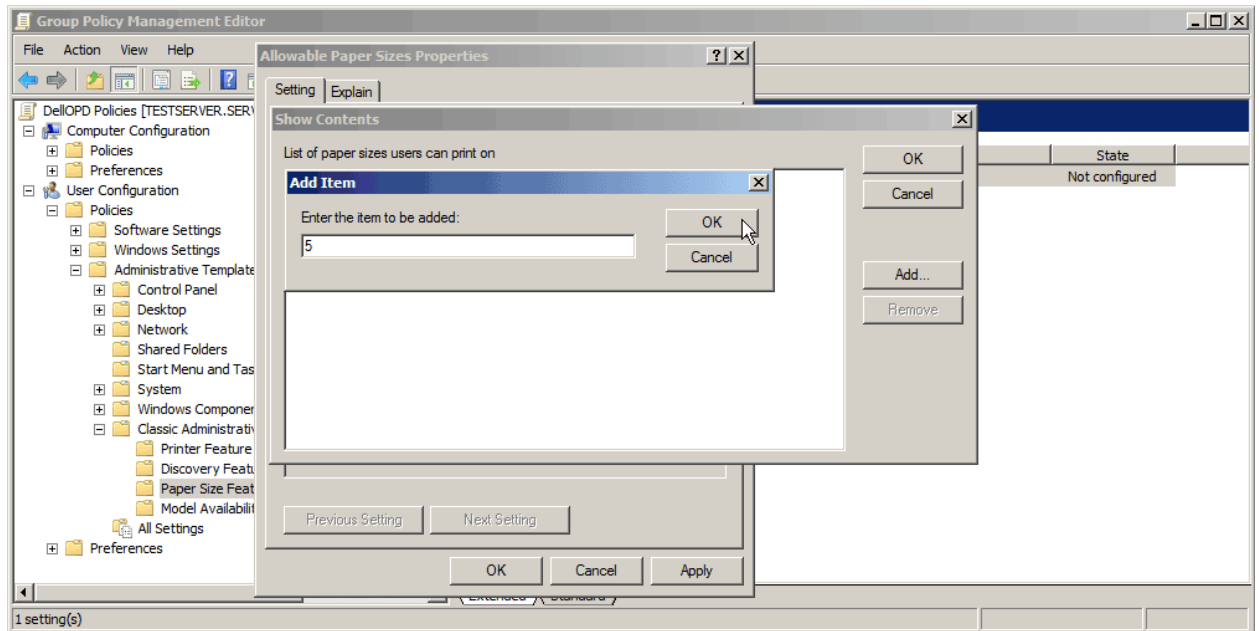 Group Policy Management Editor
File Action View Help
Allowable Paper Sizes Properties
Setting Explain
DellOPD Policies [TESTSERVER.SER
Computer Configuration
Policies
Preferences
User Configuration
Policies
Software Settings
Windows Settings
Administrative Template
Control Panel
Desktop
Network
Shared Folders
Start Menu and Tas
System
Windows Componer
Classic Administrativ
Printer Feature
Discovery Featu
Paper Size Feat
Model Availabilit
All Settings
Preferences
Show Contents
List of paper sizes users can print on
OK
Cancel
Add...
Remove
Add Item
Enter the item to be added:
5
OK
Cancel
State
Not configured
Previous Setting Next Setting
OK Cancel Apply
Extended Standard
1 setting(s)